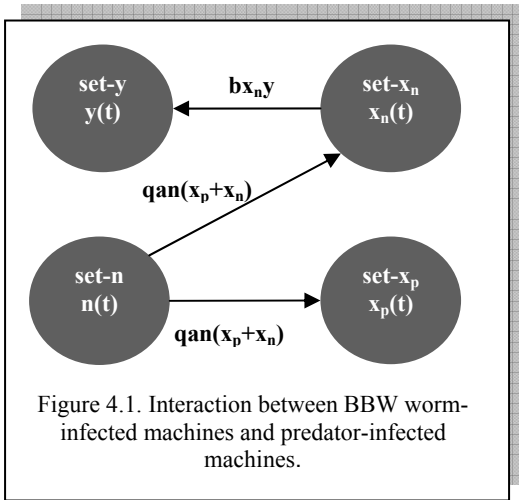 set-y
y(t)
bxₙy
set-xₙ
xₙ(t)
qan(xₚ+xₙ)
set-n
n(t)
set-xₚ
xₚ(t)
qan(xₚ+xₙ)
Figure 4.1. Interaction between BBW worm-
infected machines and predator-infected
machines.